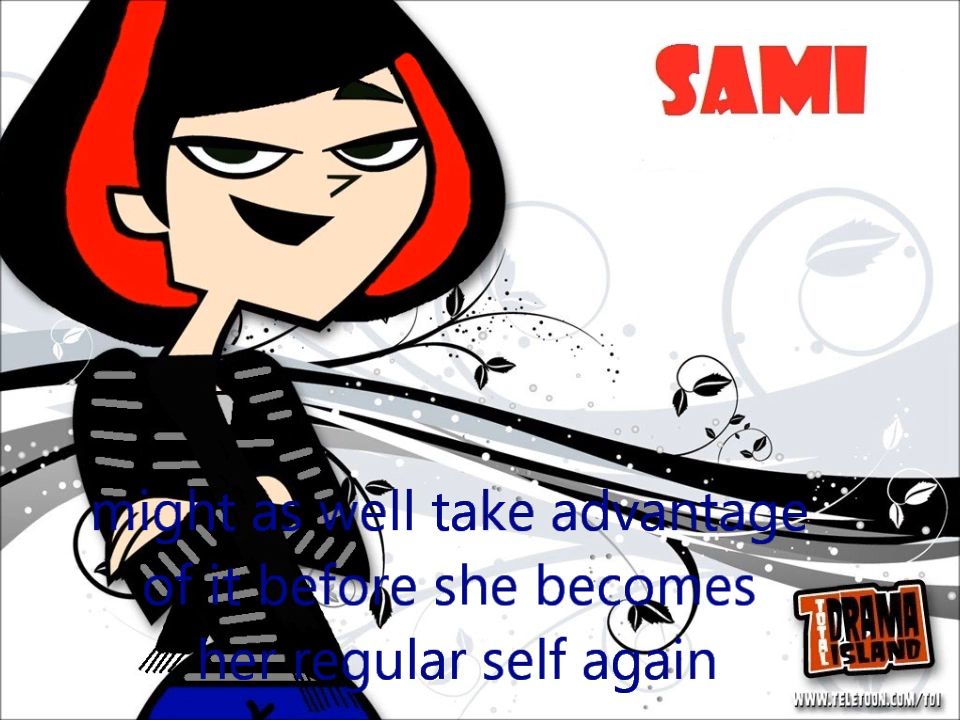 SAMI
might as well take advantage
of it before she becomes
her regular self again
TOTAL
DRAMA
ISLAND
WWW.TELETOON.COM/TDI